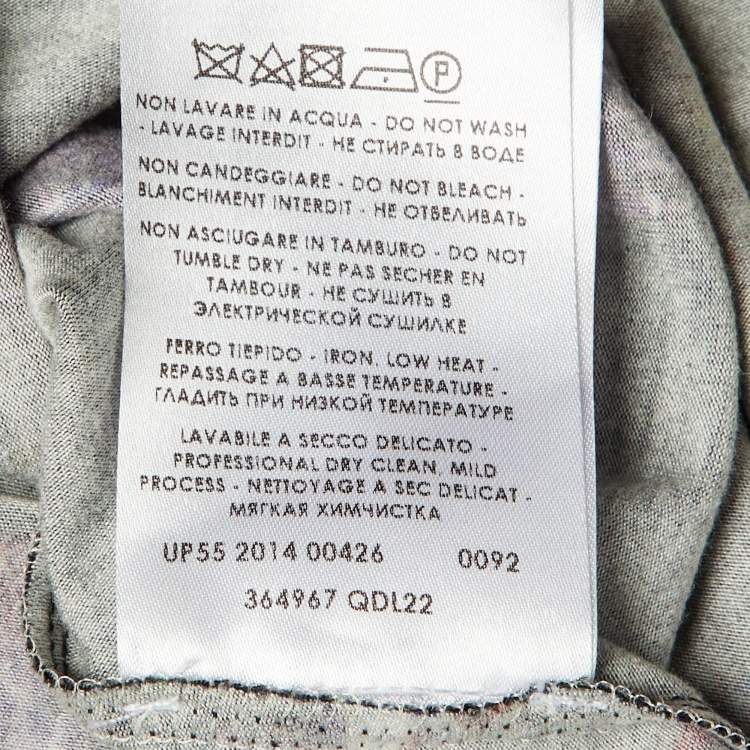 P
NON LAVARE IN ACQUA - DO NOT WASH
- LAVAGE INTERDIT - НЕ СТИРАТЬ В ВОДЕ
NON CANDEGGIARE - DO NOT BLEACH -
BLANCHIMENT INTERDIT - НЕ ОТБЕЛИВАТЬ
NON ASCIUGARE IN TAMBURO - DO NOT
TUMBLE DRY - NE PAS SECHER EN
TAMBOUR - НЕ СУШИТЬ В
ЭЛЕКТРИЧЕСКОЙ СУШИЛКЕ
FERRO TIEPIDO - IRON, LOW HEAT -
REPASSAGE A BASSE TEMPERATURE -
ГЛАДИТЬ ПРИ НИЗКОЙ ТЕМПЕРАТУРЕ
LAVABILE A SECCO DELICATO -
PROFESSIONAL DRY CLEAN, MILD
PROCESS - NETTOYAGE A SEC DELICAT -
МЯГКАЯ ХИМЧИСТКА
UP55 2014 00426 0092
364967 QDL22